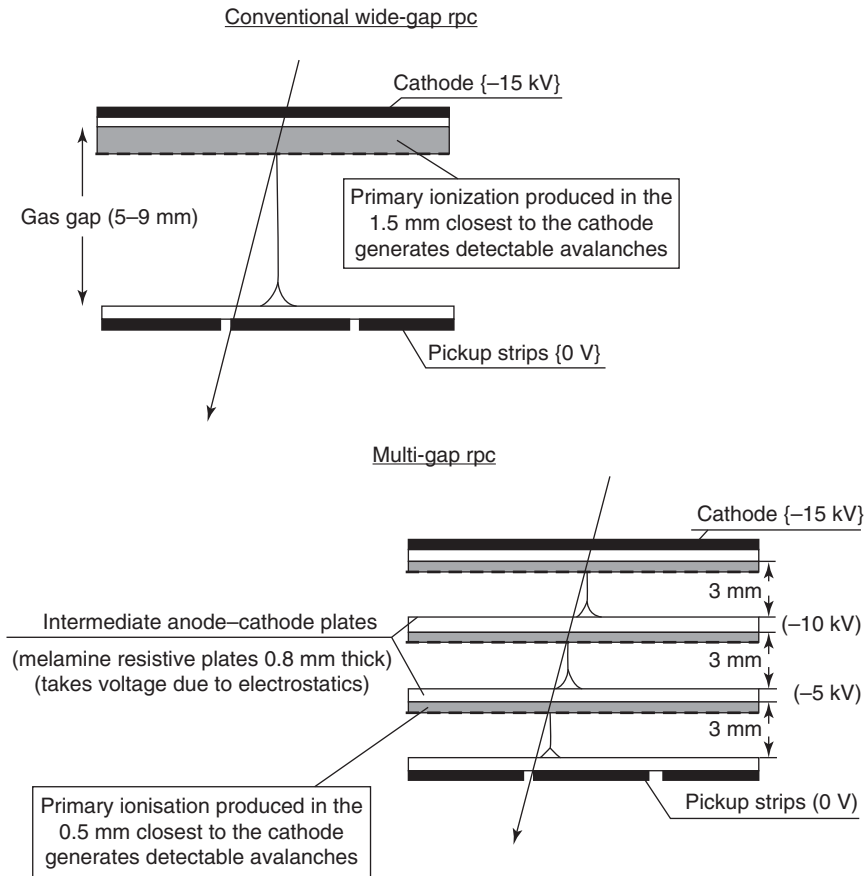 Conventional wide-gap rpc
Cathode {–15 kV}
Gas gap (5–9 mm)
Primary ionization produced in the
1.5 mm closest to the cathode
generates detectable avalanches
Pickup strips {0 V}
Multi-gap rpc
Cathode {–15 kV}
3 mm
Intermediate anode–cathode plates
(melamine resistive plates 0.8 mm thick)
(takes voltage due to electrostatics)
(–10 kV)
3 mm
(–5 kV)
3 mm
Primary ionisation produced in the
0.5 mm closest to the cathode
generates detectable avalanches
Pickup strips (0 V)